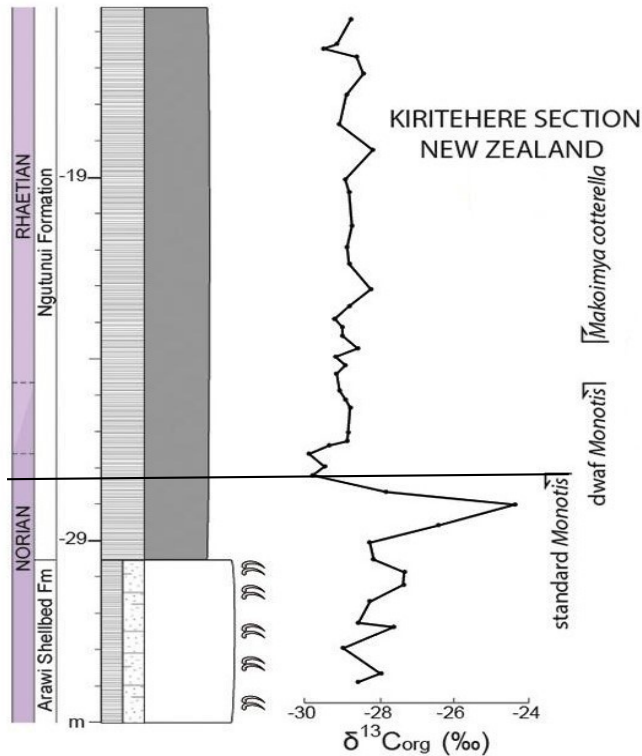 KIRITEHERE SECTION
NEW ZEALAND
RHAETIAN
NORIAN
Ngutunui Formation
Arawi Shellbed Fm
-19
-29
m
Makoimya cotterella
dwaf Monotis
standard Monotis
-30
-28
-26
-24
δ¹³Corg (‰)